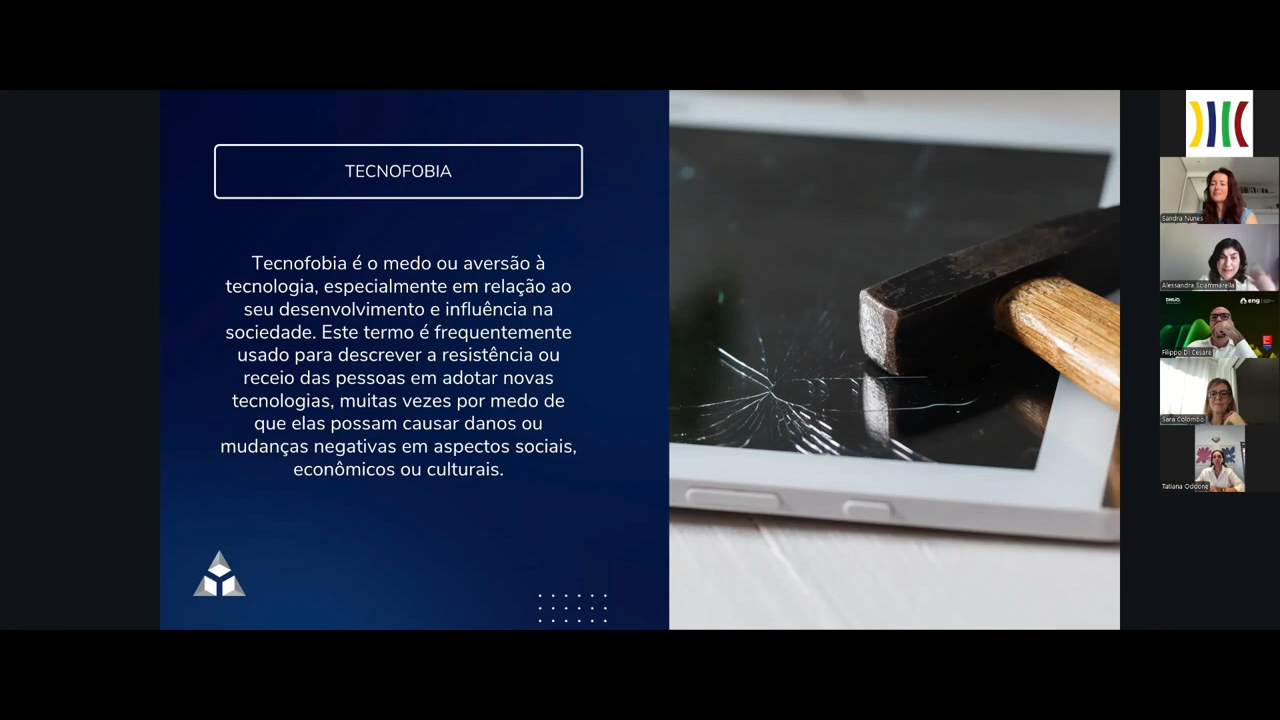 TECNOFOBIA
Tecnofobia é o medo ou aversão à
tecnologia, especialmente em relação ao
seu desenvolvimento e influência na
sociedade. Este termo é frequentemente
usado para descrever a resistência ou
receio das pessoas em adotar novas
tecnologias, muitas vezes por medo de
que elas possam causar danos ou
mudanças negativas em aspectos sociais,
econômicos ou culturais.
Sandra Nunes
Alessandra Sciammarella
eng
Filippo Di Cesare
Sara Colombo
Tatiana Oddone